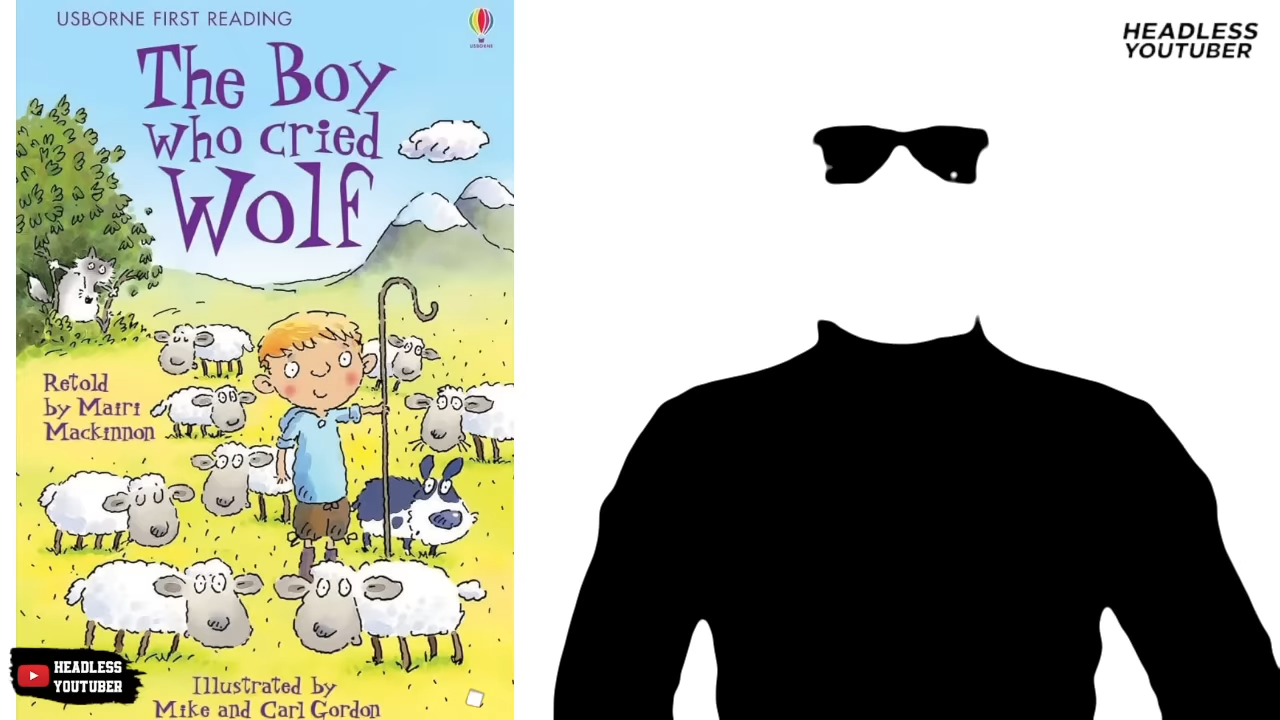 USBORNE FIRST READING
USBORNE
The Boy
who cried
Wolf
Retold
by Mairi
Mackinnon
Illustrated by
Mike and Carl Gordon
HEADLESS
YOUTUBER
HEADLESS
YOUTUBER